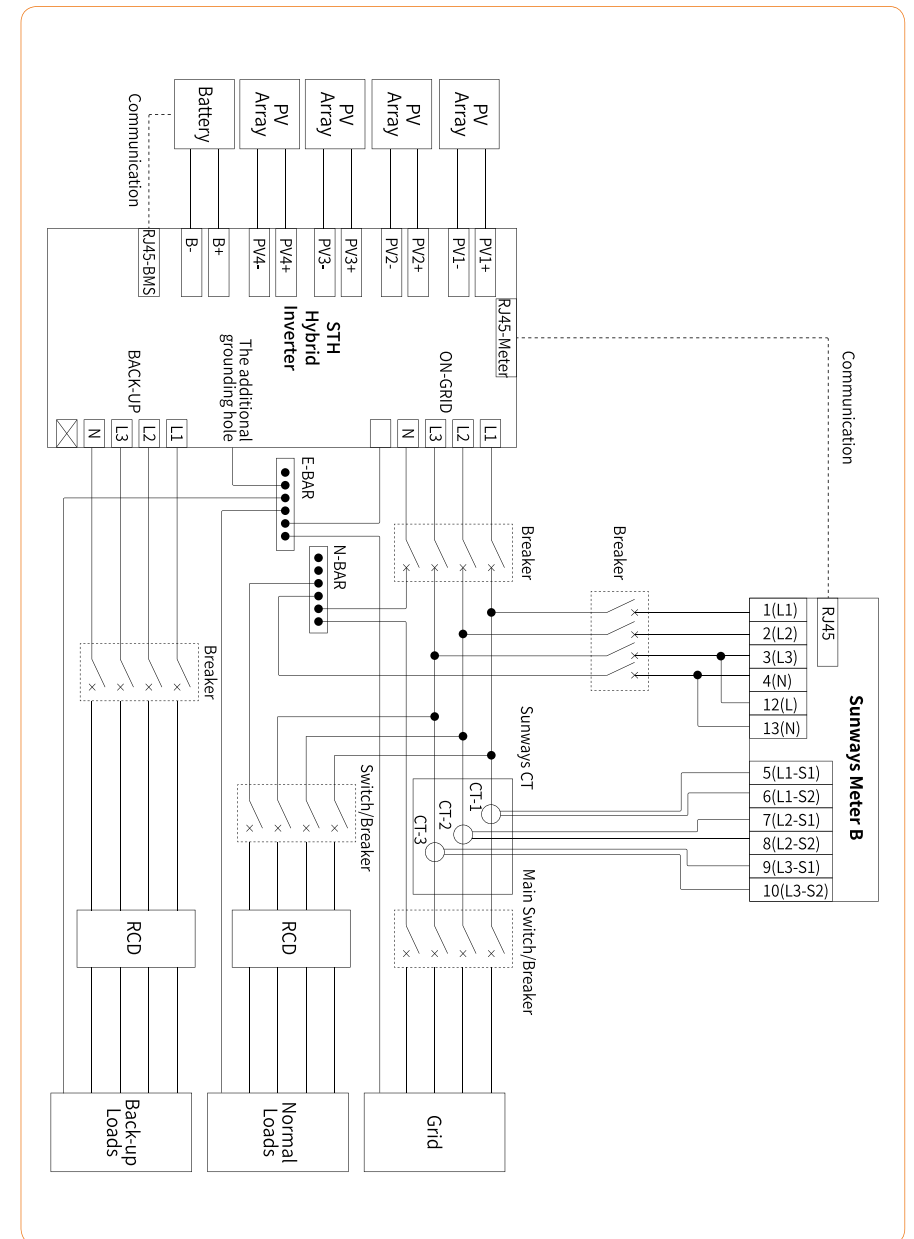 Sunways Meter B
RJ45
1(L1)
2(L2)
3(L3)
4(N)
12(L)
13(N)
5(L1-S1)
6(L1-S2)
7(L2-S1)
8(L2-S2)
9(L3-S1)
10(L3-S2)
Communication
Breaker
PV
Array
PV
Array
PV
Array
PV
Array
Battery
Communication
PV1+
PV1-
PV2+
PV2-
PV3+
PV3-
PV4+
PV4-
B+
B-
RJ45-BMS
RJ45-Meter
STH
Hybrid
Inverter
ON-GRID
The additional
grounding hole
BACK-UP
L1
L2
L3
N
L1
L2
L3
N
E-BAR
N-BAR
Breaker
Breaker
Sunways CT
CT-1
CT-2
CT-3
Switch/Breaker
Main Switch/Breaker
RCD
RCD
Grid
Normal
Loads
Back-up
Loads